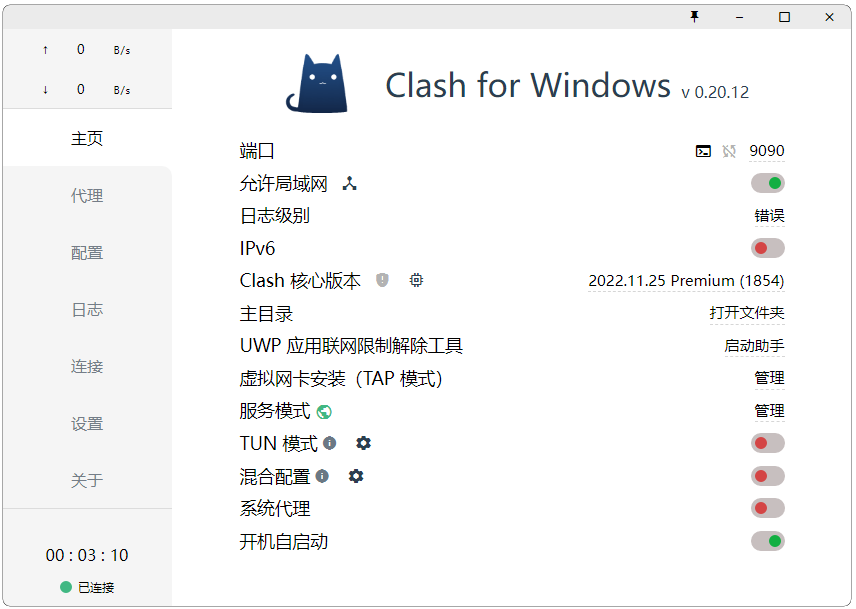 ↑ 0 B/s
↓ 0 B/s
主页
代理
配置
日志
连接
设置
关于
00 : 03 : 10
已连接
Clash for Windows v 0.20.12
端口 9090
允许局域网
日志级别 错误
IPv6
Clash 核心版本 2022.11.25 Premium (1854)
主目录 打开文件夹
UWP 应用联网限制解除工具 启动助手
虚拟网卡安装（TAP 模式） 管理
服务模式 管理
TUN 模式
混合配置
系统代理
开机自启动